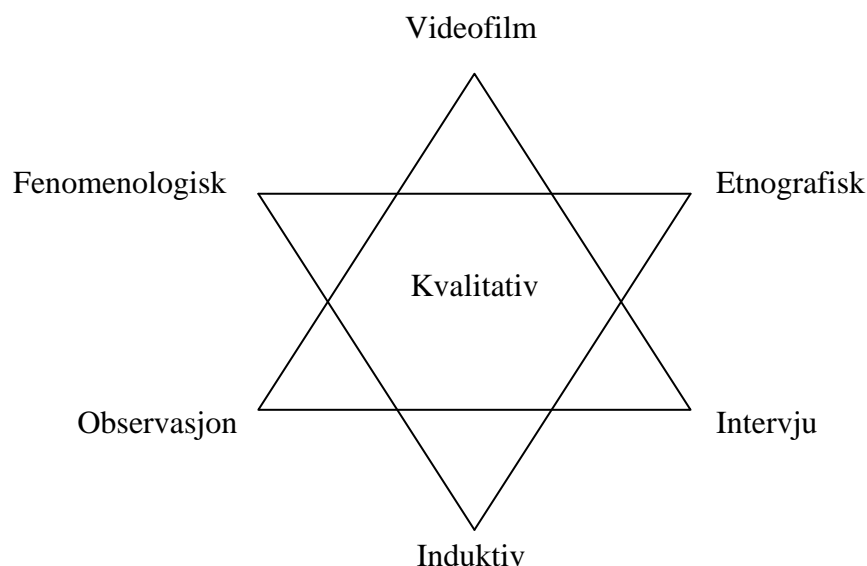 Videofilm
Fenomenologisk
Etnografisk
Kvalitativ
Observasjon
Intervju
Induktiv